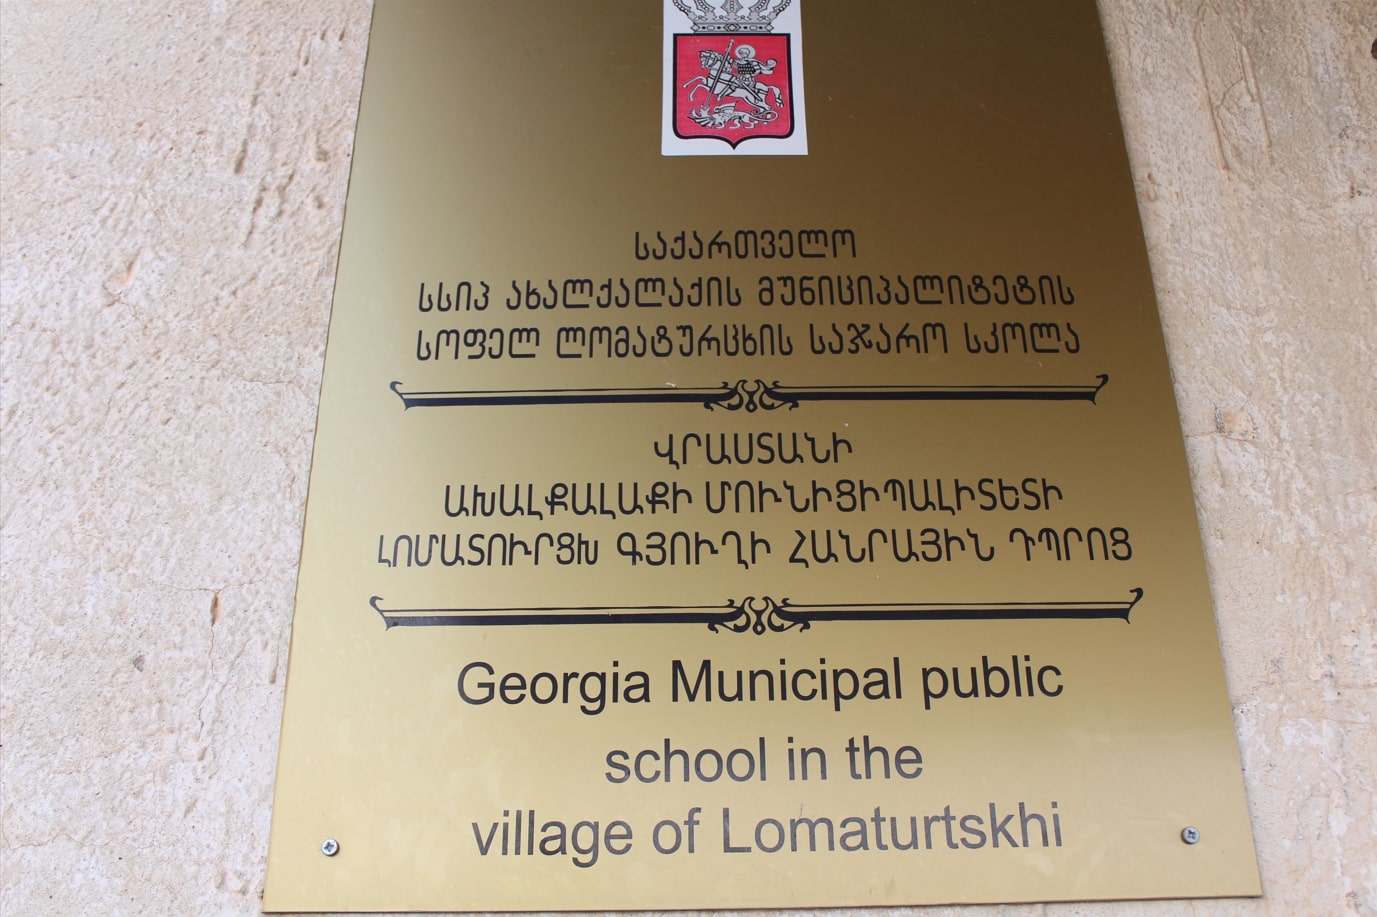 საქართველო
სსიპ ახალქალაქის მუნიციპალიტეტის
სოფელ ლომატურცხის საჯარო სკოლა
ՎՐԱՍՏԱՆԻ
ԱԽԱԼՔԱԼԱՔԻ ՄՈՒՆԻՑԻՊԱԼԻՏԵՏԻ
ԼՈՄԱՏՈՒՐՑԽ ԳՅՈՒՂԻ ՀԱՆՐԱՅԻՆ ԴՊՐՈՑ
Georgia Municipal public
school in the
village of Lomaturtskhi